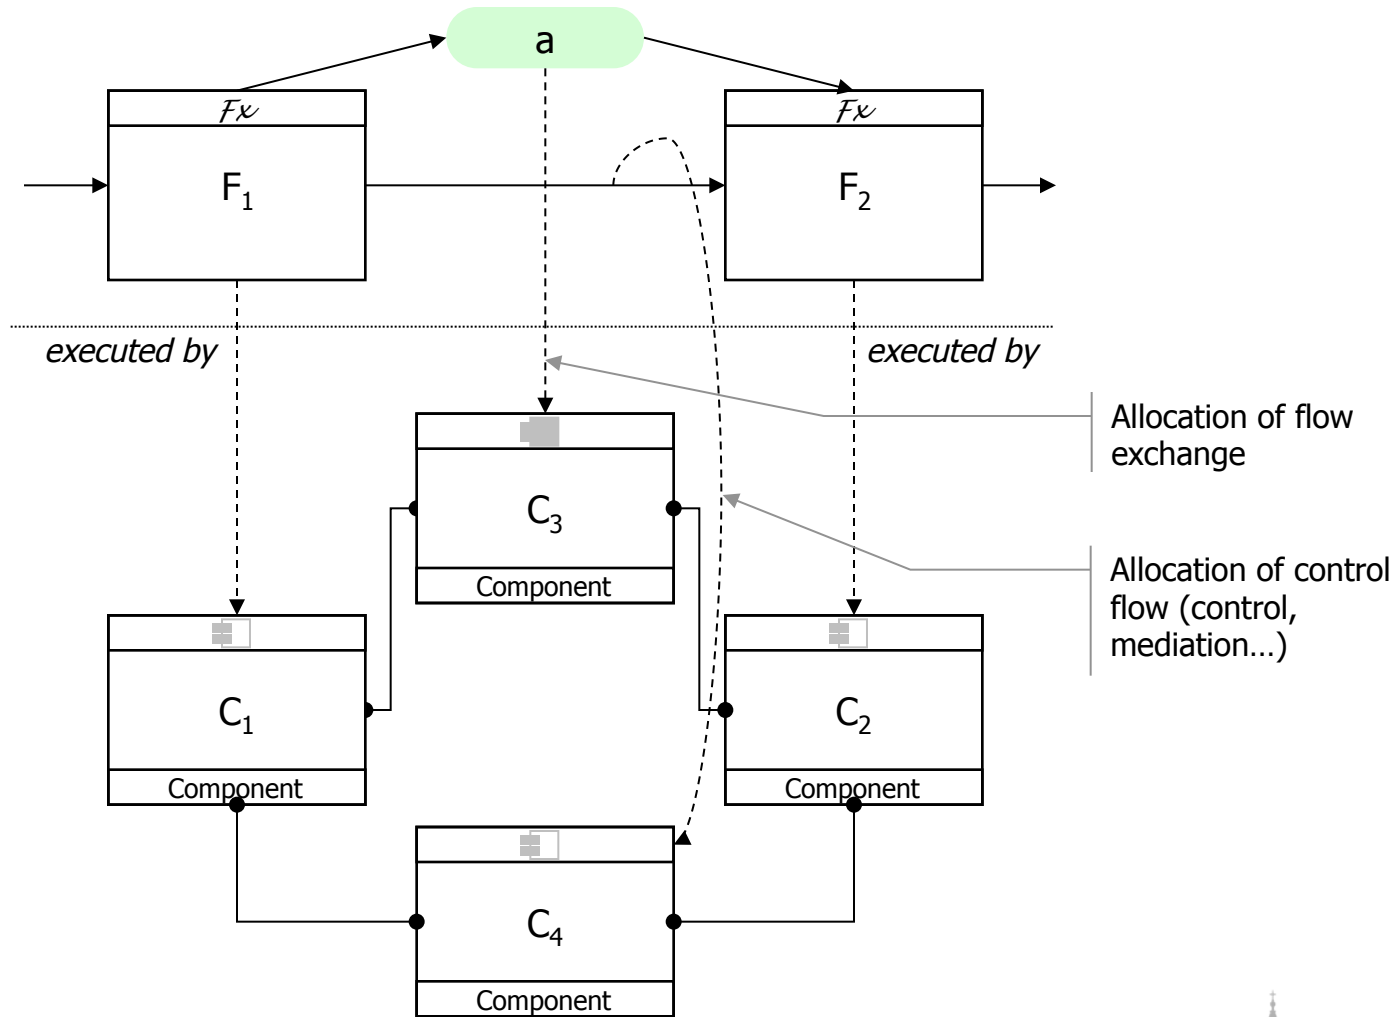 a
Fx
Fx
F1
F2
executed by
executed by
Allocation of flow
exchange
C3
Component
Allocation of control
flow (control,
mediation…)
C1
C2
Component
Component
C4
Component